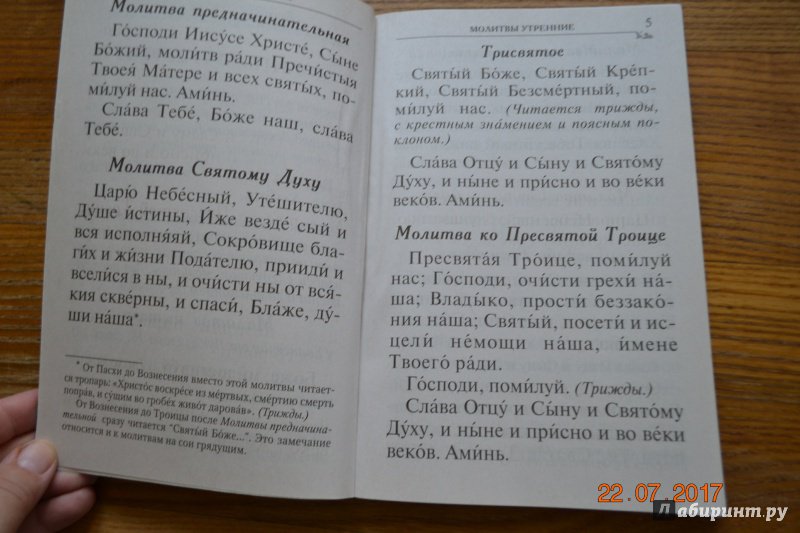 Молитва предначинательная
Го́споди Иису́се Христе́, Сы́не
Бо́жий, моли́тв ра́ди Пречи́стыя
Твоея́ Ма́тере и всех святы́х, по-
ми́луй нас. Ами́нь.
Сла́ва Тебе́, Бо́же наш, сла́ва
Тебе́.
Молитва Святому Духу
Царю́ Небе́сный, Уте́шителю,
Ду́ше и́стины, И́же везде́ сый и
вся исполня́яй, Сокро́вище бла-
ги́х и жи́зни Пода́телю, прииди́ и
всели́ся в ны, и очи́сти ны от вся́-
кия скве́рны, и спаси́, Бла́же, ду́-
ши на́ша*.
* От Пасхи до Вознесения вместо этой молитвы читает-
ся тропарь: «Христо́с воскре́се из ме́ртвых, сме́ртию смерть
попра́в, и су́щим во гробе́х живо́т дарова́в». (Трижды.)
От Вознесения до Троицы после Молитвы предначина-
тельной сразу читается "Святы́й Бо́же...". Это замечание
относится и к молитвам на сон грядущим.
МОЛИТВЫ УТРЕННИЕ
5
Трисвятое
Святы́й Бо́же, Святы́й Кре́п-
кий, Святы́й Безсме́ртный, по-
ми́луй нас. (Читается трижды,
с крестным зна́мением и поясным по-
клоном.)
Сла́ва Отцу́ и Сы́ну и Свято́му
Ду́ху, и ны́не и при́сно и во ве́ки
веко́в. Ами́нь.
Молитва ко Пресвятой Троице
Пресвята́я Тро́ице, поми́луй
нас; Го́споди, очи́сти грехи́ на́-
ша; Влады́ко, прости́ беззако́-
ния на́ша; Святы́й, посети́ и ис-
цели́ не́мощи на́ша, и́мене
Твоего́ ра́ди.
Го́споди, поми́луй. (Трижды.)
Сла́ва Отцу́ и Сы́ну и Свято́му
Ду́ху, и ны́не и при́сно и во ве́ки
веко́в. Ами́нь.
22.07.2017
Лабиринт.ру